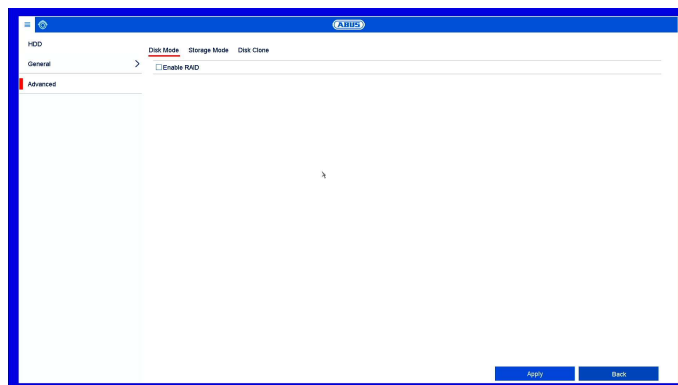 ABUS
HDD
General
Advanced
Disk Mode Storage Mode Disk Clone
Enable RAID
Apply Back